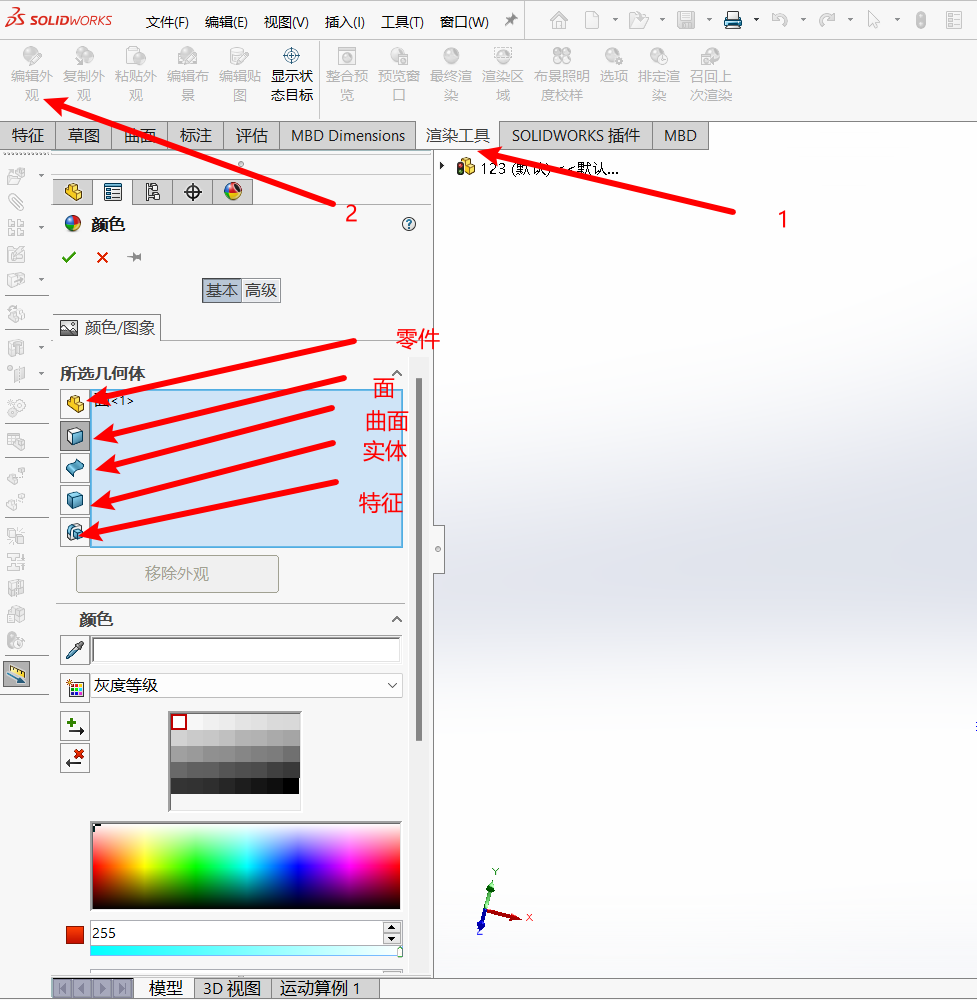 SOLIDWORKS 文件(F) 编辑(E) 视图(V) 插入(I) 工具(T) 窗口(W)
编辑外观 复制外观 粘贴外观 编辑布景 编辑贴图 显示状态目标 整合预览 预览窗口 最终渲染 渲染区域 布景照明度校样 选项 排定渲染 召回上次渲染
特征 草图 曲面 标注 评估 MBD Dimensions 渲染工具 SOLIDWORKS 插件 MBD
123 (默认) <<默认...
2
1
颜色
基本 高级
颜色/图象
零件
所选几何体
面
面<1>
曲面
实体
特征
移除外观
颜色
灰度等级
255
Y
X
Z
模型 3D 视图 运动算例 1